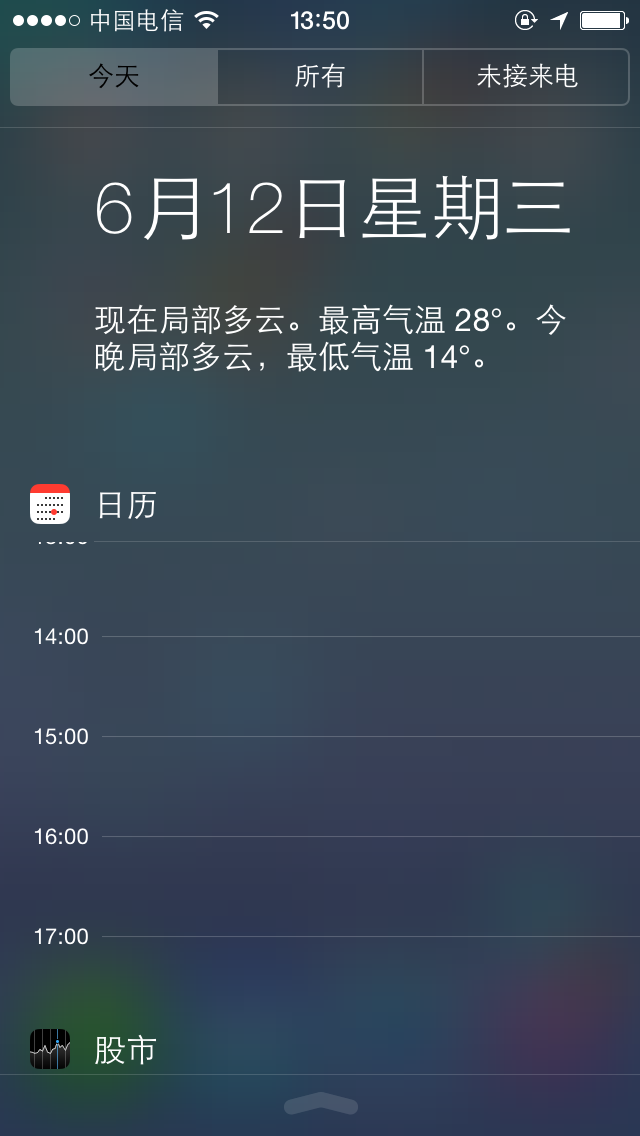 中国电信 13:50
今天 所有 未接来电
6月12日星期三
现在局部多云。最高气温 28°。今
晚局部多云，最低气温 14°。
日历
14:00
15:00
16:00
17:00
股市